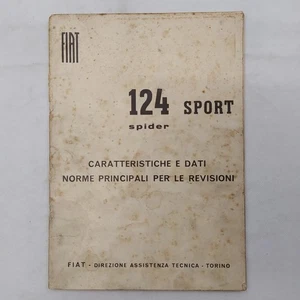 FIAT
124 SPORT
spider
CARATTERISTICHE E DATI
NORME PRINCIPALI PER LE REVISIONI
FIAT - DIREZIONE ASSISTENZA TECNICA - TORINO